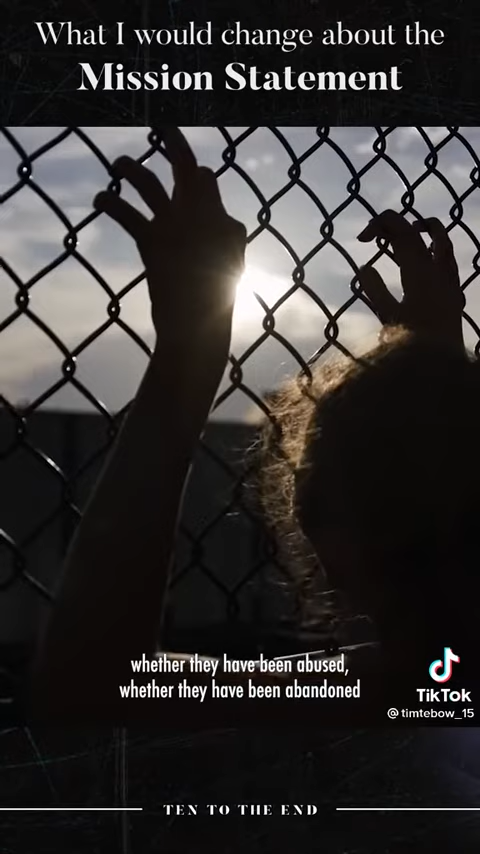 What I would change about the
Mission Statement
whether they have been abused,
whether they have been abandoned
TikTok
@timtebow_15
TEN TO THE END